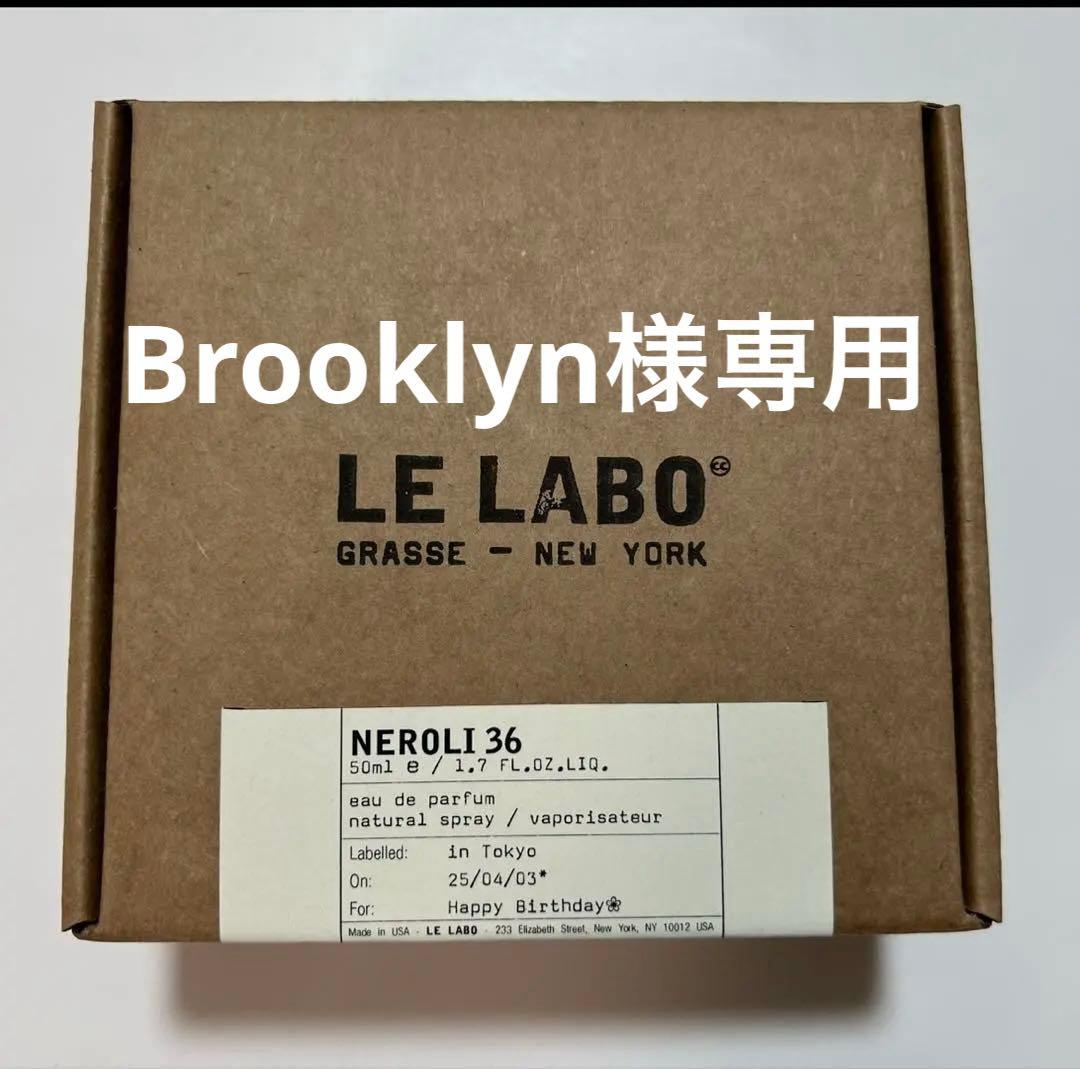 Brooklyn様専用
LE LABO
GRASSE - NEW YORK
NEROLI 36
50ml e / 1.7 FL.OZ.LIQ.
eau de parfum
natural spray / vaporisateur
Labelled: in Tokyo
On: 25/04/03*
For: Happy Birthday❀
Made in USA · LE LABO · 233 Elizabeth Street, New York, NY 10012 USA